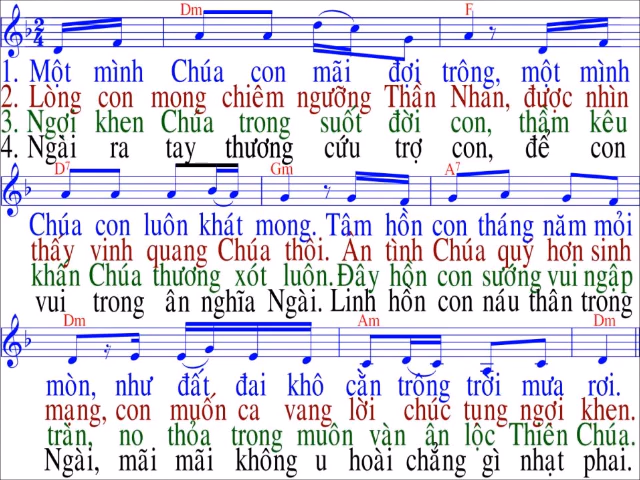 Dm F
2
4
1. Một mình Chúa con mãi đợi trông, một mình
2. Lòng con mong chiêm ngưỡng Thần Nhan, được nhìn
3. Ngợi khen Chúa trong suốt đời con, thầm kêu
4. Ngài ra tay thương cứu trợ con, để con
D7 Gm A7
Chúa con luôn khát mong. Tâm hồn con tháng năm mỏi
thấy vinh quang Chúa thôi. Ân tình Chúa quý hơn sinh
khấn Chúa thương xót luôn. Đây hồn con sướng vui ngập
vui trong ân nghĩa Ngài. Linh hồn con náu thân trong
Dm Am Dm
mòn, như đất đai khô cằn trông trời mưa rơi.
mạng, con muốn ca vang lời chúc tụng ngợi khen.
tràn, no thỏa trong muôn vàn ân lộc Thiên Chúa.
Ngài, mãi mãi không u hoài chẳng gì nhạt phai.